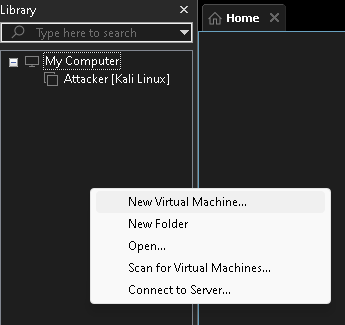 Library
Type here to search
My Computer
Attacker [Kali Linux]
Home
New Virtual Machine...
New Folder
Open...
Scan for Virtual Machines...
Connect to Server...